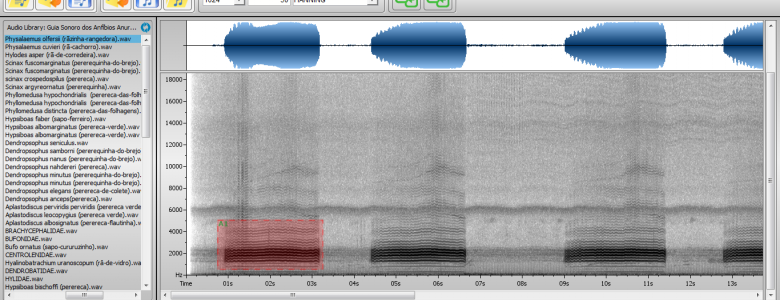 1024 50 HANNING
Audio Library: Guia Sonoro dos Anfíbios Anur...
Physalaemus olfersii (rãzinha-rangedora).wav
Physalaemus cuvieri (rã-cachorro).wav
Hylodes asper (rã-de-corredeira).wav
Scinax fuscomarginatus (pererequinha-do-brejo).
Scinax fuscomarginatus (pererequinha-do-brejo).
scinax crospedospilus (perereca).wav
Scinax argyreornatus (pererequinha).wav
Phyllomedusa hypochondrialis (perereca-das-folh
Phyllomedusa hypochondrialis (perereca-das-folh
Phyllomedusa distincta (perereca-das-folhagens).
Hypsiboas faber (sapo-ferreiro).wav
Hypsiboas albomarginatus (perereca-verde).wav
Hypsiboas albomarginatus (perereca-verde).wav
Dendropsophus seniculus.wav
Dendropsophus sanborni (pererequinha-do-brejo
Dendropsophus nanus (pererequinha-do-brejo).w
Dendropsophus nahdereri (perereca).wav
Dendropsophus minutus (pererequinha-do-brejo).
Dendropsophus minutus (pererequinha-do-brejo).
Dendropsophus elegans (perereca-de-colete).wav
Dendropsophus anceps(perereca).wav
Aplastodiscus perviridis perviridis (perereca verde
Aplastodiscus leocopygius (perereca verde).wav
Aplastodiscus albosignatus (perereca-flautinha).w
BRACHYCEPHALIDAE.wav
BUFONIDAE.wav
Bufo ornatus (sapo-cururuzinho).wav
CENTROLENIDAE.wav
Hyalinobatrachium uranoscopum (rã-de-vidro).wa
DENDROBATIDAE.wav
HYLIDAE.wav
Hypsiboas bischoffi (perereca).wav
18000
16000
14000
12000
10000
8000
6000
4000
2000
Hz
Time 01s 02s 03s 04s 05s 06s 07s 08s 09s 10s 11s 12s 13s